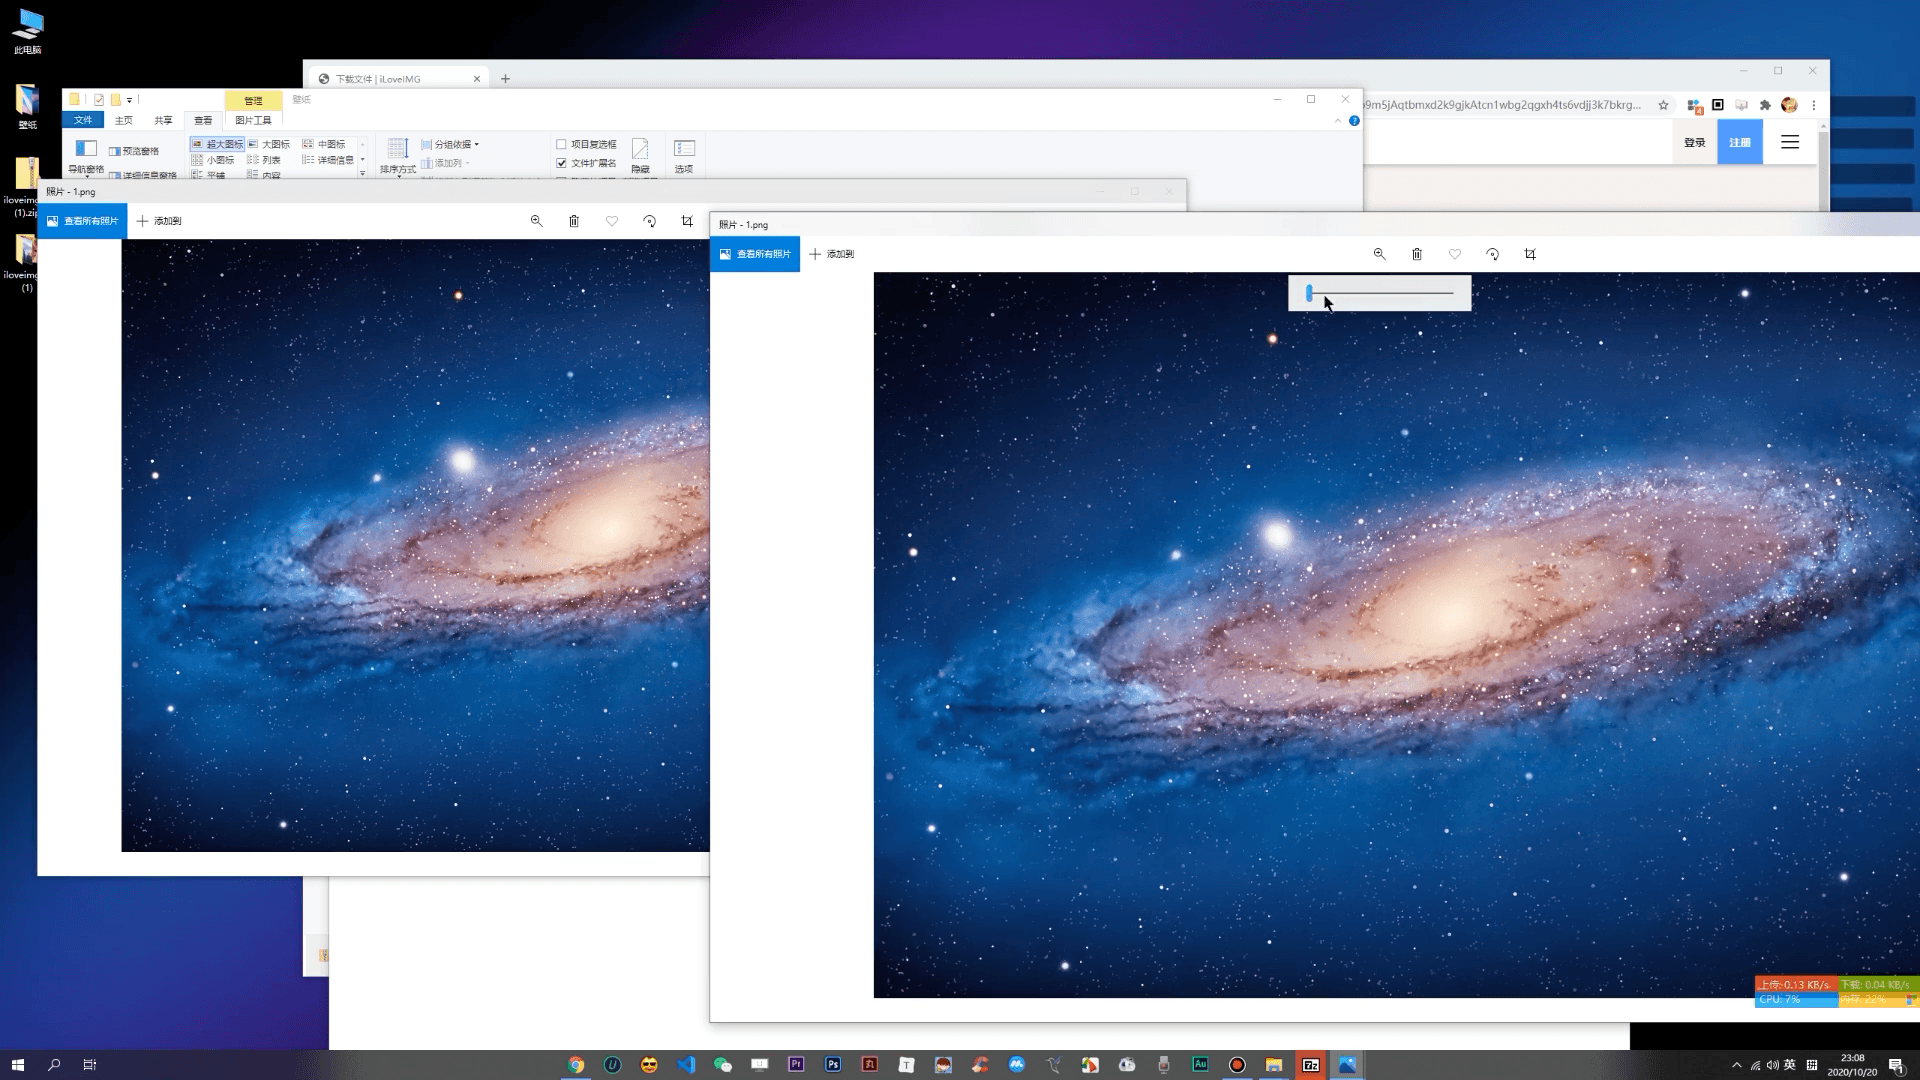 此电脑
壁纸
iloveimg
(1).zip
iloveimg
(1)
下载文件 | iLoveIMG
9m5jAqtbmxd2k9gjkAtcn1wbg2qgxh4ts6vdjj3k7bkrg...
登录
注册
管理
壁纸
文件
主页
共享
查看
图片工具
导航窗格
预览窗格
详细信息窗格
超大图标
大图标
中图标
小图标
列表
详细信息
平铺
内容
排序方式
分组依据
添加列
项目复选框
文件扩展名
隐藏
选项
照片 - 1.png
查看所有照片
添加到
照片 - 1.png
查看所有照片
添加到
上传: 0.13 KB/s
下载: 0.04 KB/s
CPU: 7%
内存: 22%
U
Pr
Ps
T
Au
7z
英
23:08
2020/10/20
1